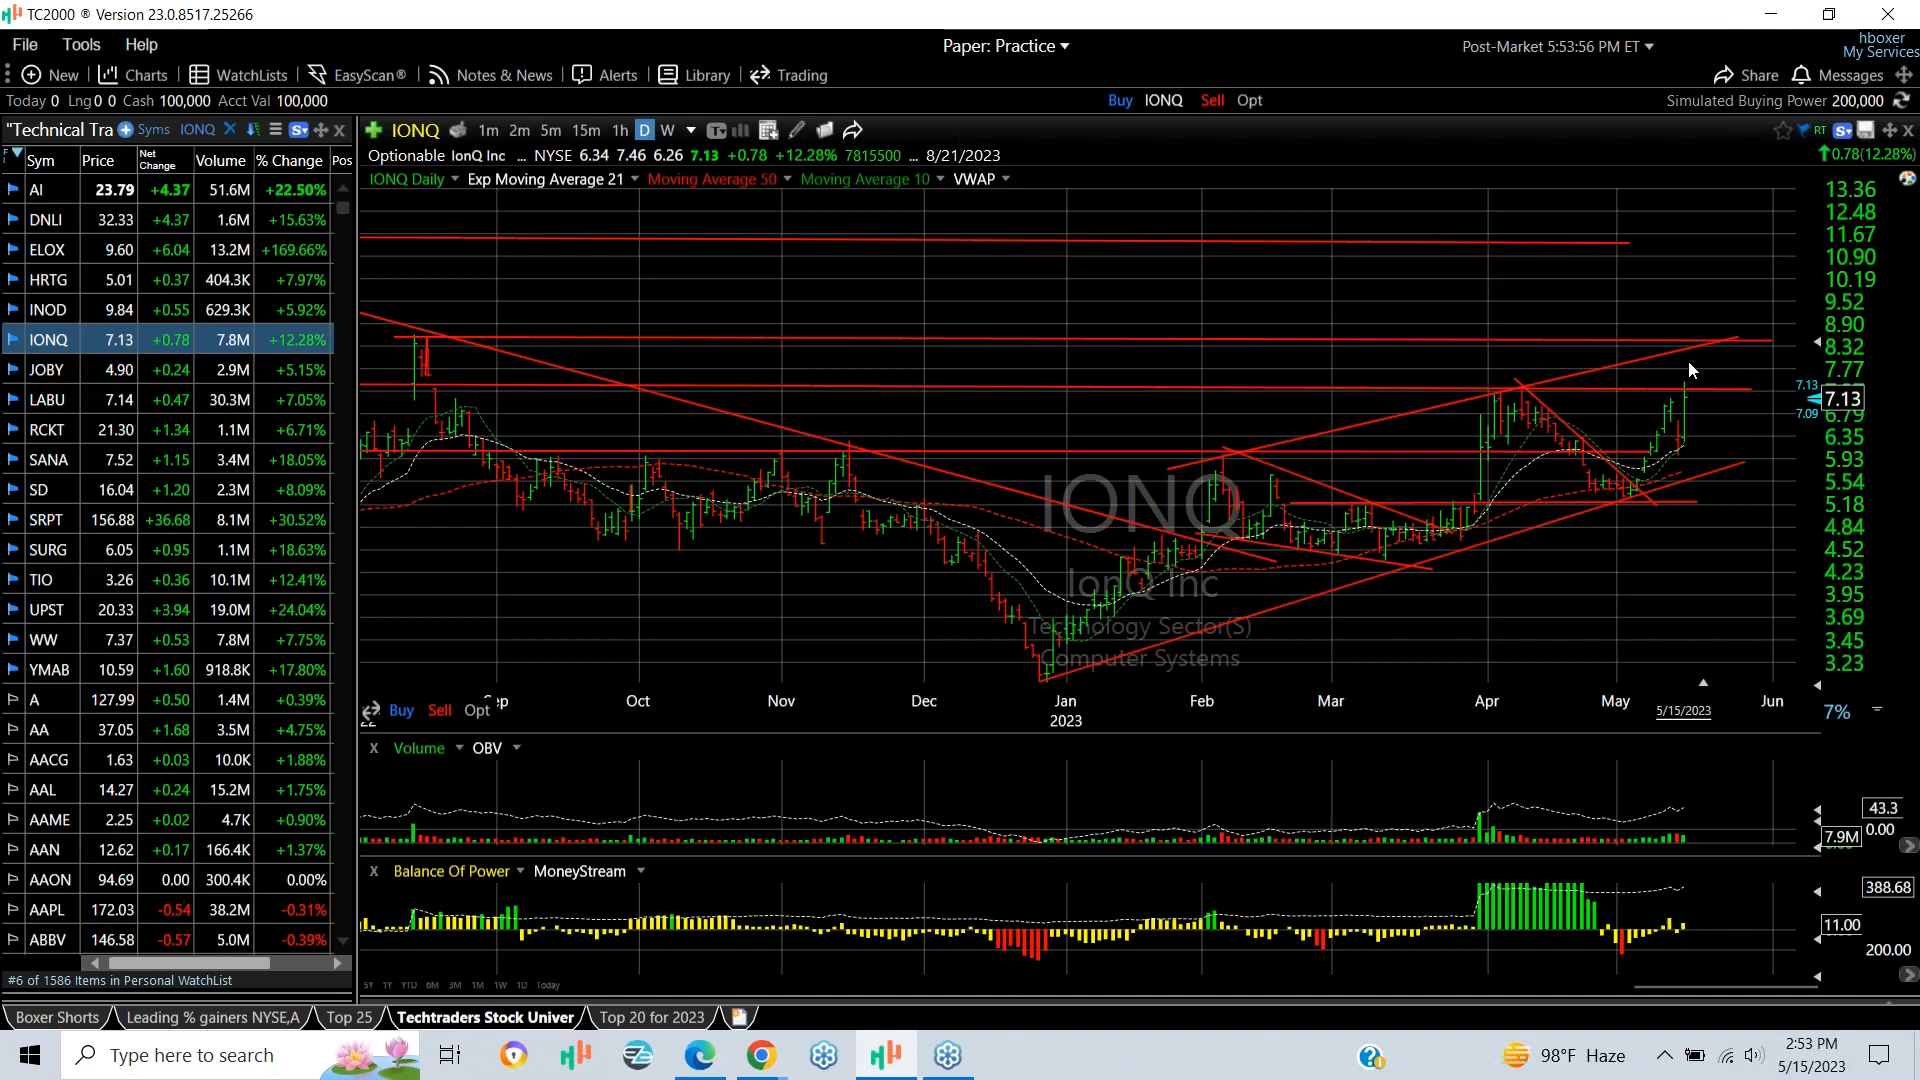 TC2000 ® Version 23.0.8517.25266
File Tools Help
Paper: Practice
Post-Market 5:53:56 PM ET
hboxer
My Services
New Charts WatchLists EasyScan® Notes & News Alerts Library Trading
Share Messages
Today 0 Lng 0 0 Cash 100,000 Acct Val 100,000
Buy IONQ Sell Opt
Simulated Buying Power 200,000
"Technical Tra Syms IONQ
IONQ 1m 2m 5m 15m 1h D W
RT
Sym Price Net Change Volume % Change Pos
Optionable IonQ Inc ... NYSE 6.34 7.46 6.26 7.13 +0.78 +12.28% 7815500 ... 8/21/2023
0.78(12.28%)
IONQ Daily Exp Moving Average 21 Moving Average 50 Moving Average 10 VWAP
AI 23.79 +4.37 51.6M +22.50%
DNLI 32.33 +4.37 1.6M +15.63%
ELOX 9.60 +6.04 13.2M +169.66%
HRTG 5.01 +0.37 404.3K +7.97%
INOD 9.84 +0.55 629.3K +5.92%
IONQ 7.13 +0.78 7.8M +12.28%
JOBY 4.90 +0.24 2.9M +5.15%
LABU 7.14 +0.47 30.3M +7.05%
RCKT 21.30 +1.34 1.1M +6.71%
SANA 7.52 +1.15 3.4M +18.05%
SD 16.04 +1.20 2.3M +8.09%
SRPT 156.88 +36.68 8.1M +30.52%
SURG 6.05 +0.95 1.1M +18.63%
TIO 3.26 +0.36 10.1M +12.41%
UPST 20.33 +3.94 19.0M +24.04%
WW 7.37 +0.53 7.8M +7.75%
YMAB 10.59 +1.60 918.8K +17.80%
A 127.99 +0.50 1.4M +0.39%
AA 37.05 +1.68 3.5M +4.75%
AACG 1.63 +0.03 10.0K +1.88%
AAL 14.27 +0.24 15.2M +1.75%
AAME 2.25 +0.02 4.7K +0.90%
AAN 12.62 +0.17 166.4K +1.37%
AAON 94.69 0.00 300.4K 0.00%
AAPL 172.03 -0.54 38.2M -0.31%
ABBV 146.58 -0.57 5.0M -0.39%
#6 of 1586 Items in Personal WatchList
13.36
12.48
11.67
10.90
10.19
9.52
8.90
8.32
7.77
7.13
7.13
7.09
6.79
6.35
5.93
5.54
5.18
4.84
4.52
4.23
3.95
3.69
3.45
3.23
IONQ
IonQ Inc
Technology Sector(S)
Computer Systems
Oct Nov Dec Jan Feb Mar Apr May Jun
2023
5/15/2023
7%
Buy Sell Opt
X Volume OBV
43.3
0.00
7.9M
X Balance Of Power MoneyStream
388.68
11.00
200.00
5Y 1Y YTD 6M 3M 1M 1W 1D Today
Boxer Shorts Leading % gainers NYSE,A Top 25 Techtraders Stock Univer Top 20 for 2023
Type here to search
98°F Haze
2:53 PM
5/15/2023